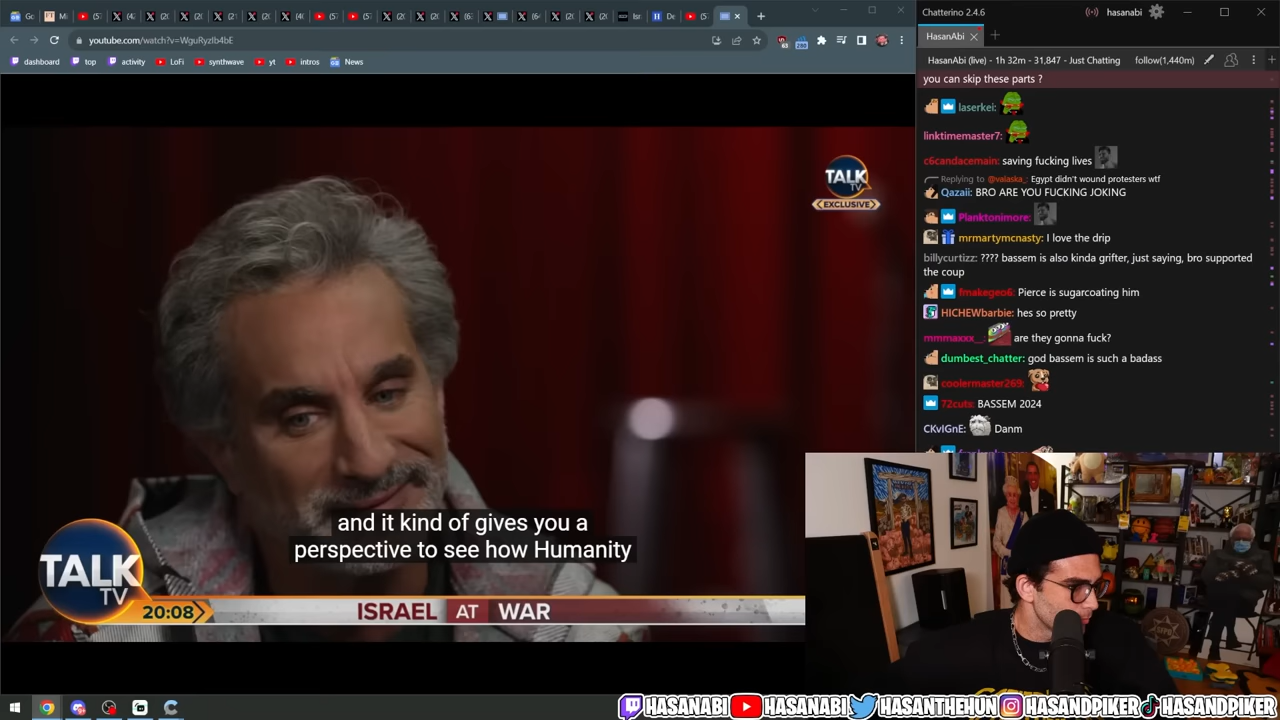 youtube.com/watch?v=WguRyzIb4bE
dashboard
top
activity
LoFi
synthwave
yt
intros
News
TALK
TV
EXCLUSIVE
and it kind of gives you a
perspective to see how Humanity
TALK
TV
20:08
ISRAEL AT WAR
Chatterino 2.4.6
hasanabi
HasanAbi
HasanAbi (live) - 1h 32m - 31,847 - Just Chatting
follow(1,440m)
you can skip these parts ?
laserkei:
linktimemaster7:
c6candacemain: saving fucking lives
Replying to @valaska_: Egypt didn't wound protesters wtf
Qazaii: BRO ARE YOU FUCKING JOKING
Planktonimore:
mrmartymcnasty: I love the drip
billycurtizz: ???? bassem is also kinda grifter, just saying, bro supported
the coup
fmakegeo6: Pierce is sugarcoating him
HICHEWbarbie: hes so pretty
mmmaxxx__: are they gonna fuck?
dumbest_chatter: god bassem is such a badass
coolermaster269:
72cuts: BASSEM 2024
CKvIGnE: Danm
HASANABI
HASANABI
HASANTHEHUN
HASANDPIKER
HASANDPIKER